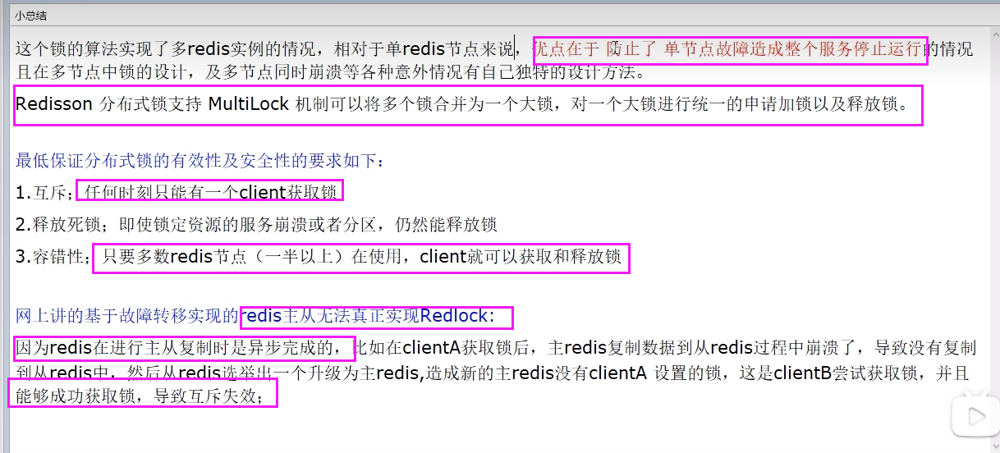 小总结
这个锁的算法实现了多redis实例的情况，相对于单redis节点来说，优点在于 防止了 单节点故障造成整个服务停止运行的情况
且在多节点中锁的设计，及多节点同时崩溃等各种意外情况有自己独特的设计方法。
Redisson 分布式锁支持 MultiLock 机制可以将多个锁合并为一个大锁，对一个大锁进行统一的申请加锁以及释放锁。
最低保证分布式锁的有效性及安全性的要求如下：
1.互斥；任何时刻只能有一个client获取锁
2.释放死锁；即使锁定资源的服务崩溃或者分区，仍然能释放锁
3.容错性；只要多数redis节点（一半以上）在使用，client就可以获取和释放锁
网上讲的基于故障转移实现的redis主从无法真正实现Redlock:
因为redis在进行主从复制时是异步完成的，比如在clientA获取锁后，主redis复制数据到从redis过程中崩溃了，导致没有复制
到从redis中，然后从redis选举出一个升级为主redis,造成新的主redis没有clientA 设置的锁，这是clientB尝试获取锁，并且
能够成功获取锁，导致互斥失效；